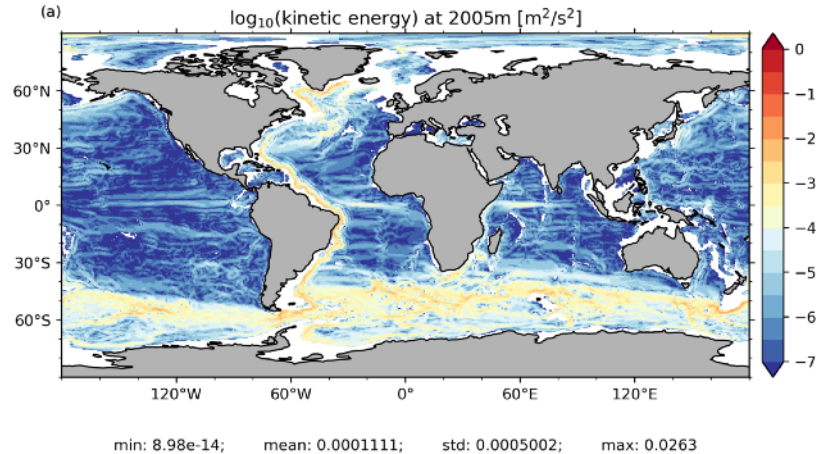 (a)
log₁₀(kinetic energy) at 2005m [m²/s²]
60°N
30°N
0°
30°S
60°S
120°W 60°W 0° 60°E 120°E
0
−1
−2
−3
−4
−5
−6
−7
min: 8.98e-14; mean: 0.0001111; std: 0.0005002; max: 0.0263